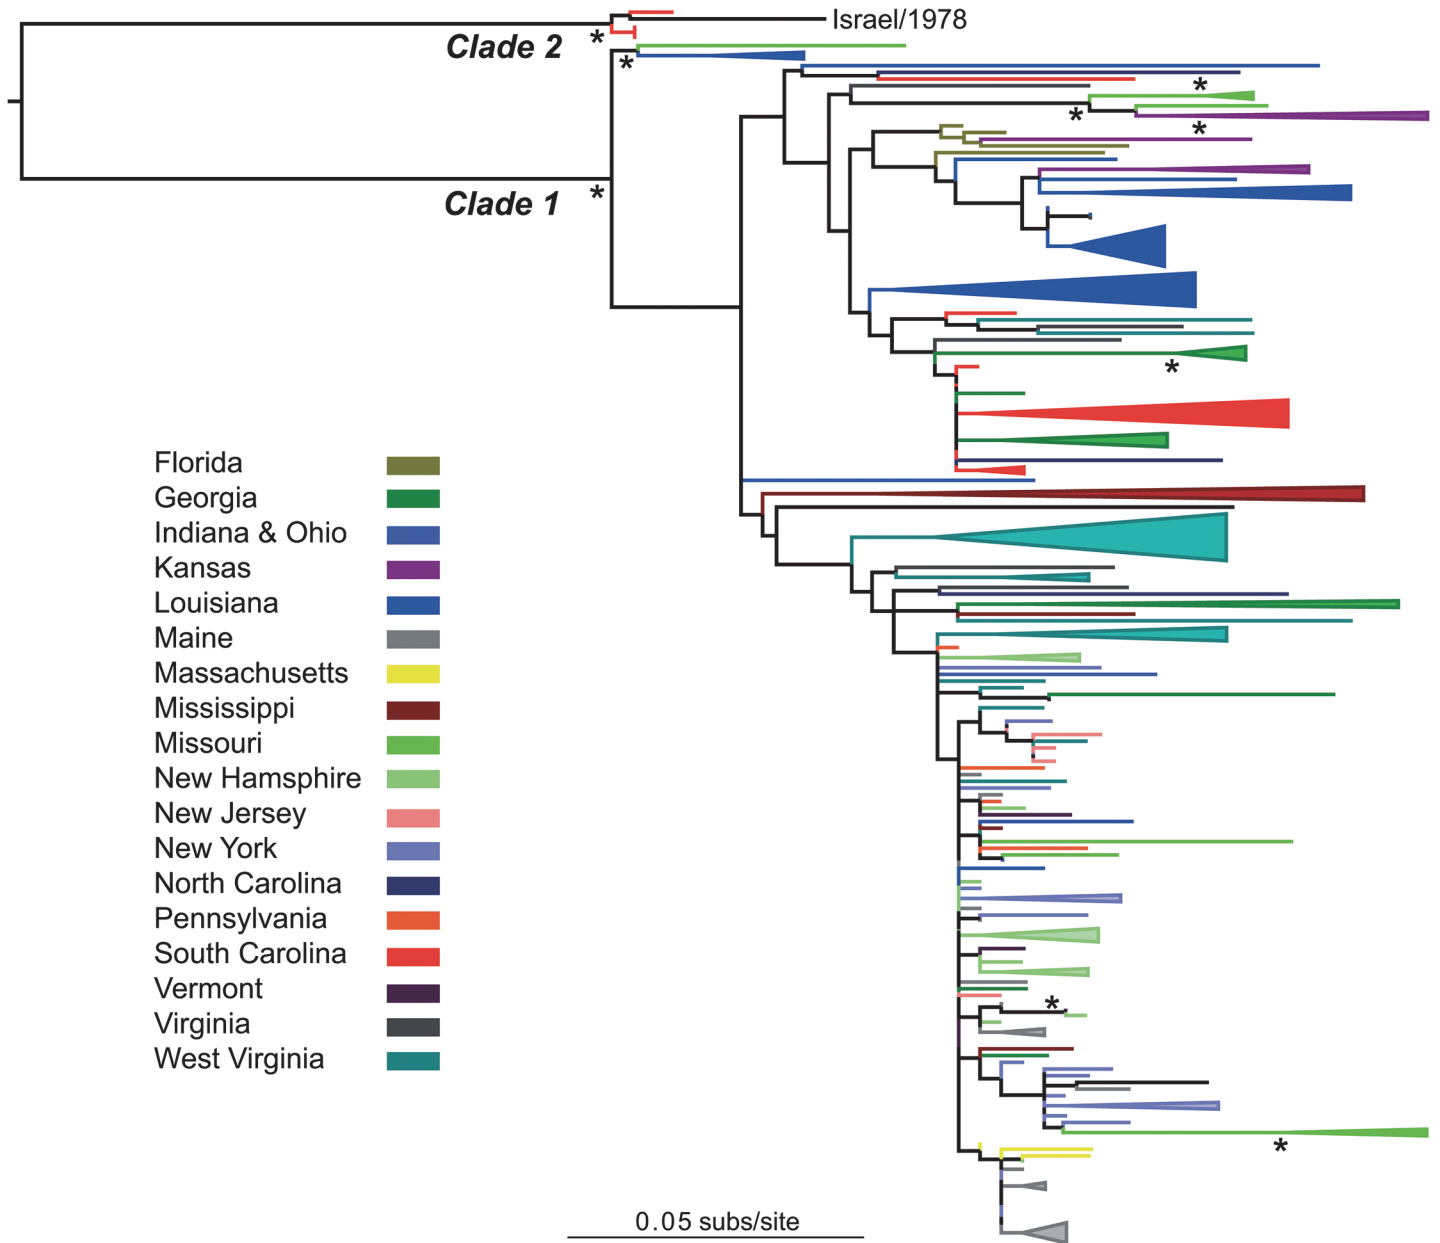 Israel/1978
Clade 2
*
*
*
*
*
Clade 1
*
*
Florida
Georgia
Indiana & Ohio
Kansas
Louisiana
Maine
Massachusetts
Mississippi
Missouri
New Hamsphire
New Jersey
New York
North Carolina
Pennsylvania
South Carolina
Vermont
Virginia
West Virginia
*
*
0.05 subs/site